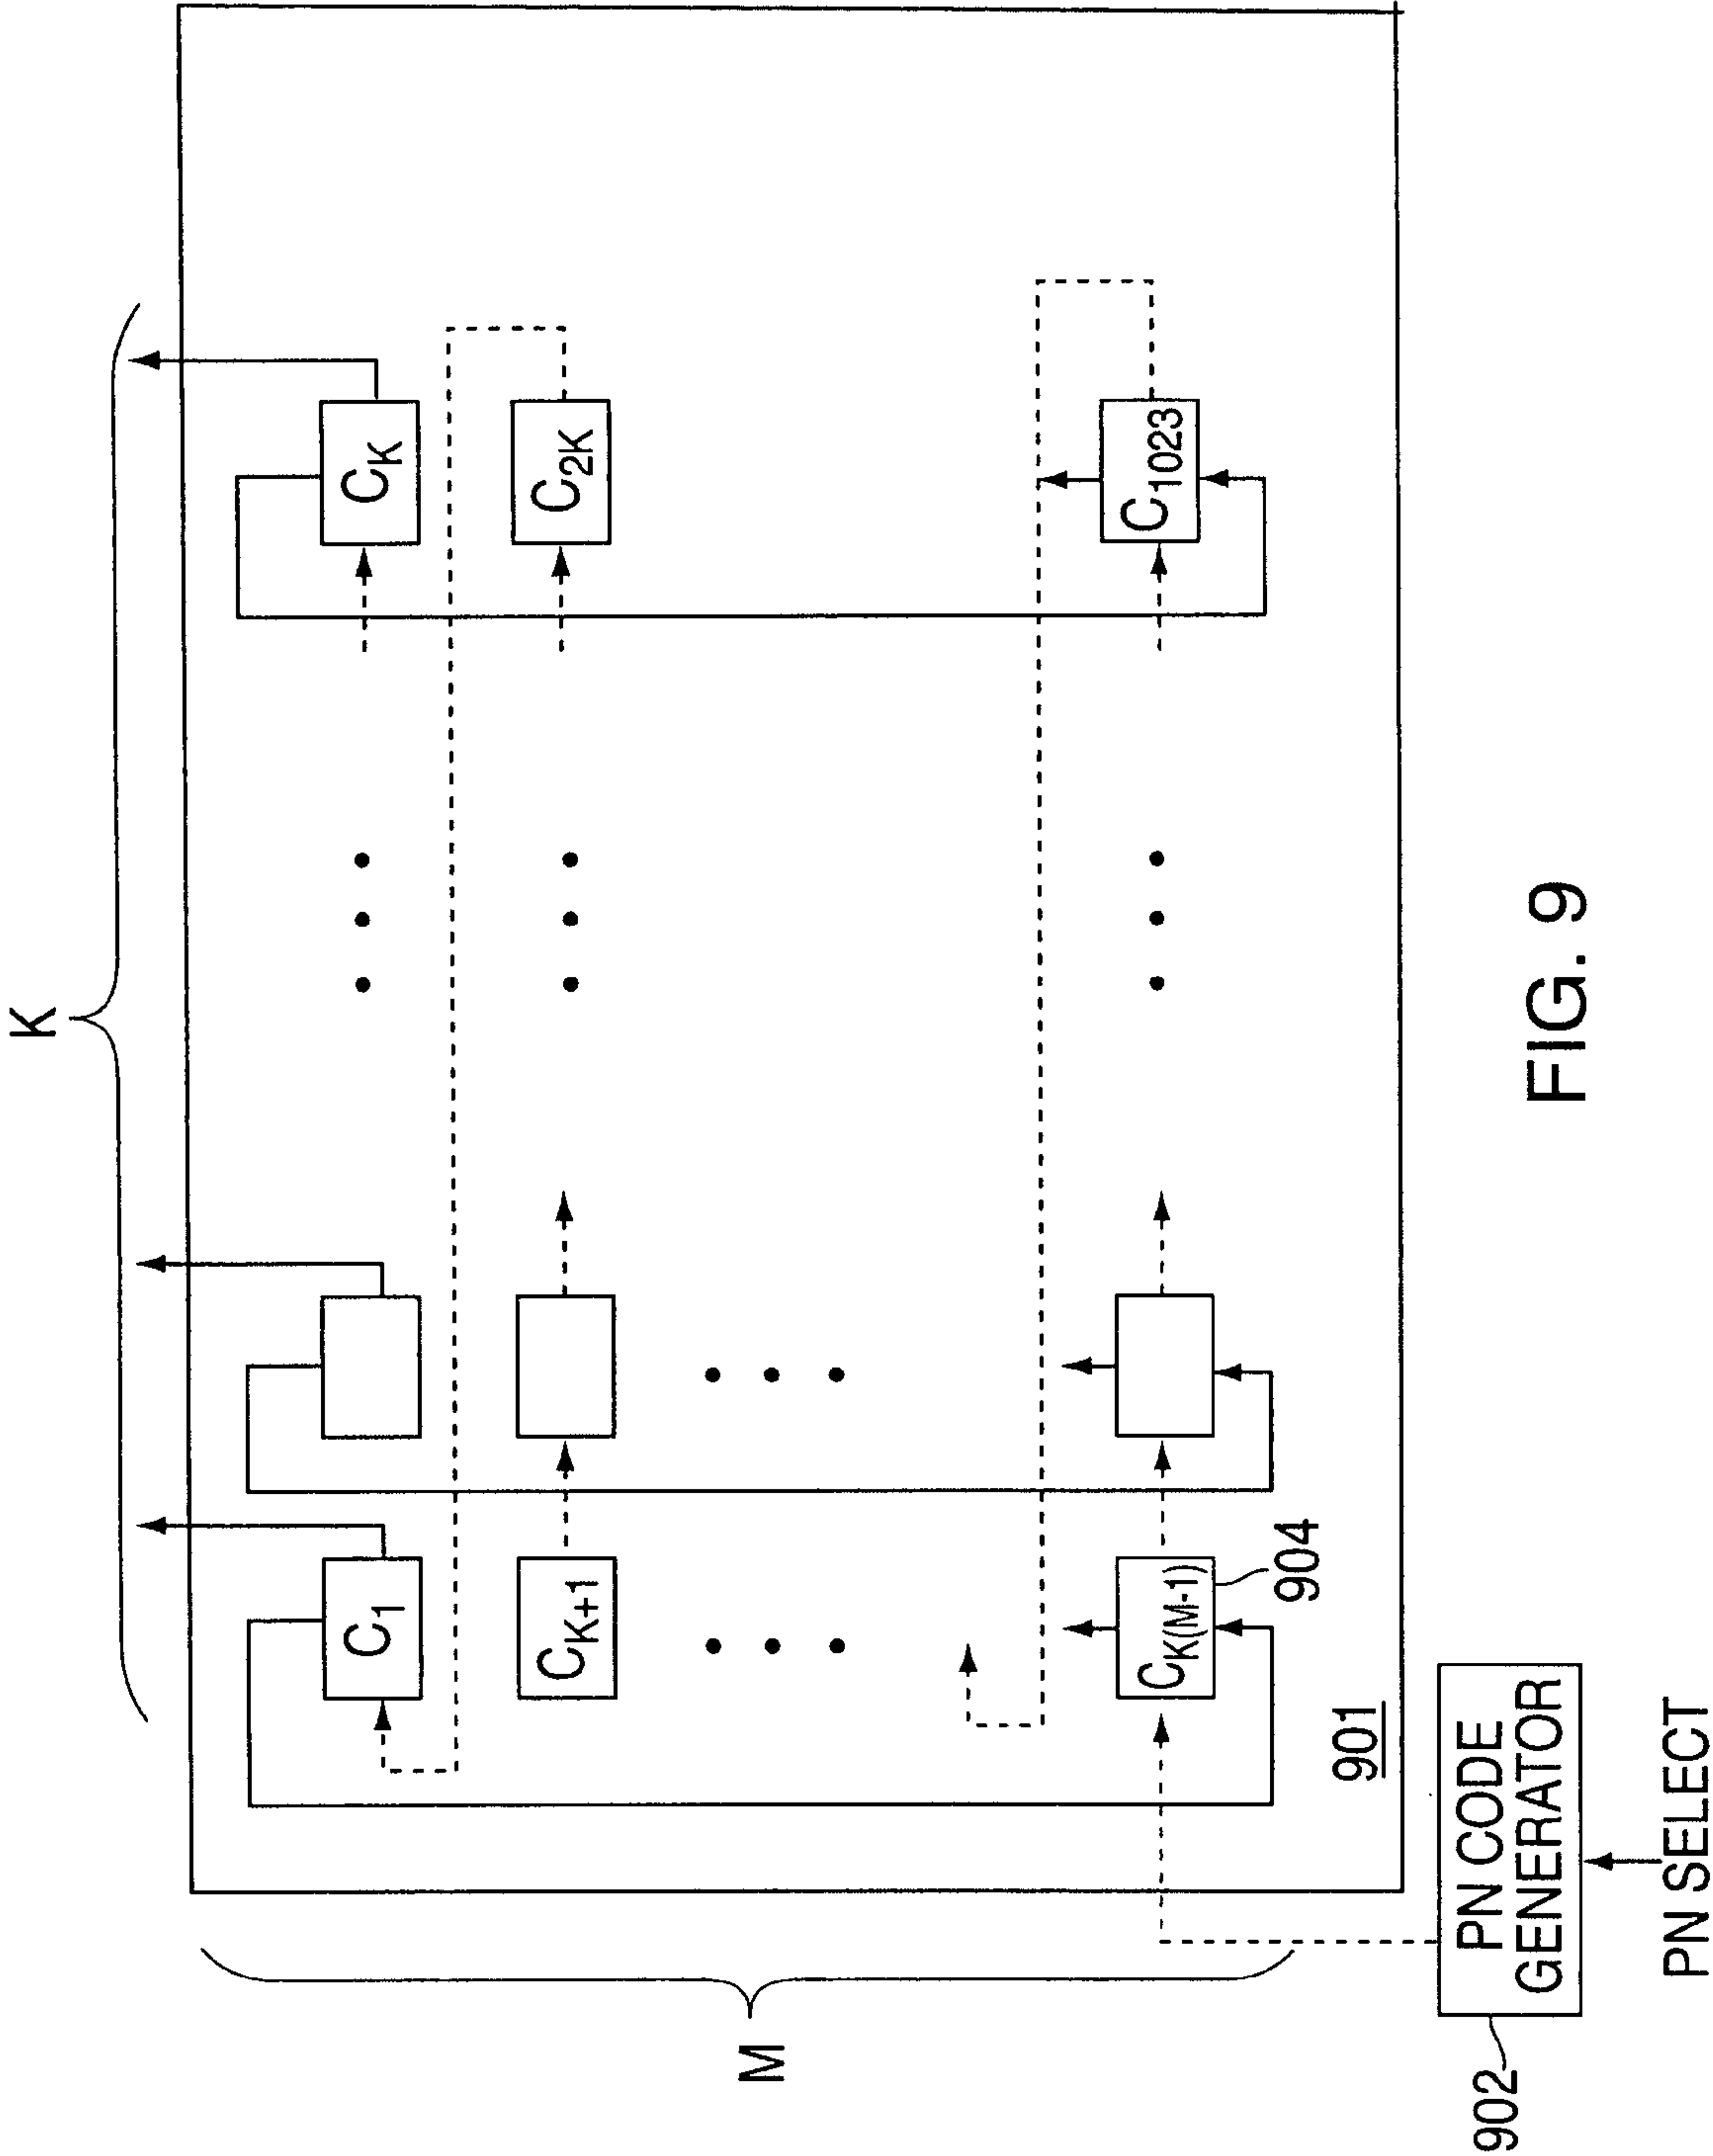 K
C1
CK
CK+1
C2K
M
CK(M-1)
C1023
904
901
902
PN CODE
GENERATOR
PN SELECT
FIG. 9